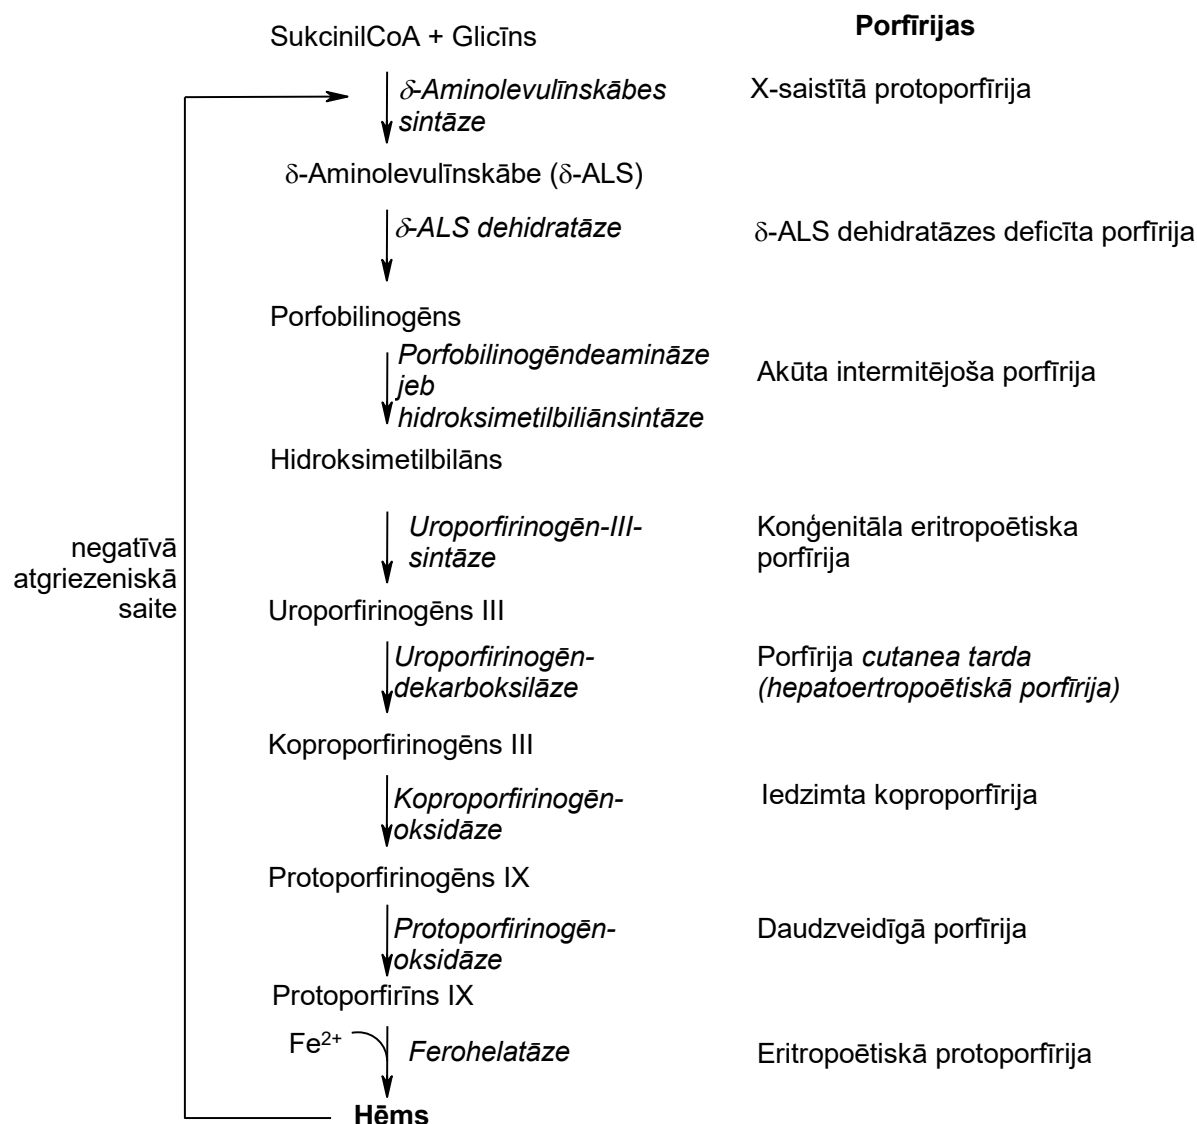 Porfīrijas
SukcinilCoA + Glicīns
δ-Aminolevulīnskābes
sintāze
X-saistītā protoporfīrija
δ-Aminolevulīnskābe (δ-ALS)
δ-ALS dehidratāze
δ-ALS dehidratāzes deficīta porfīrija
Porfobilinogēns
Porfobilinogēndeamināze
jeb
hidroksimetilbiliānsintāze
Akūta intermitējoša porfīrija
Hidroksimetilbilāns
Uroporfirinogēn-III-
sintāze
Konģenitāla eritropoētiska
porfīrija
negatīvā
atgriezeniskā
saite
Uroporfirinogēns III
Uroporfirinogēn-
dekarboksilāze
Porfīrija cutanea tarda
(hepatoertropoētiskā porfīrija)
Koproporfirinogēns III
Koproporfirinogēn-
oksidāze
Iedzimta koproporfīrija
Protoporfirinogēns IX
Protoporfirinogēn-
oksidāze
Daudzveidīgā porfīrija
Protoporfirīns IX
Fe2+
Ferohelatāze
Eritropoētiskā protoporfīrija
Hēms